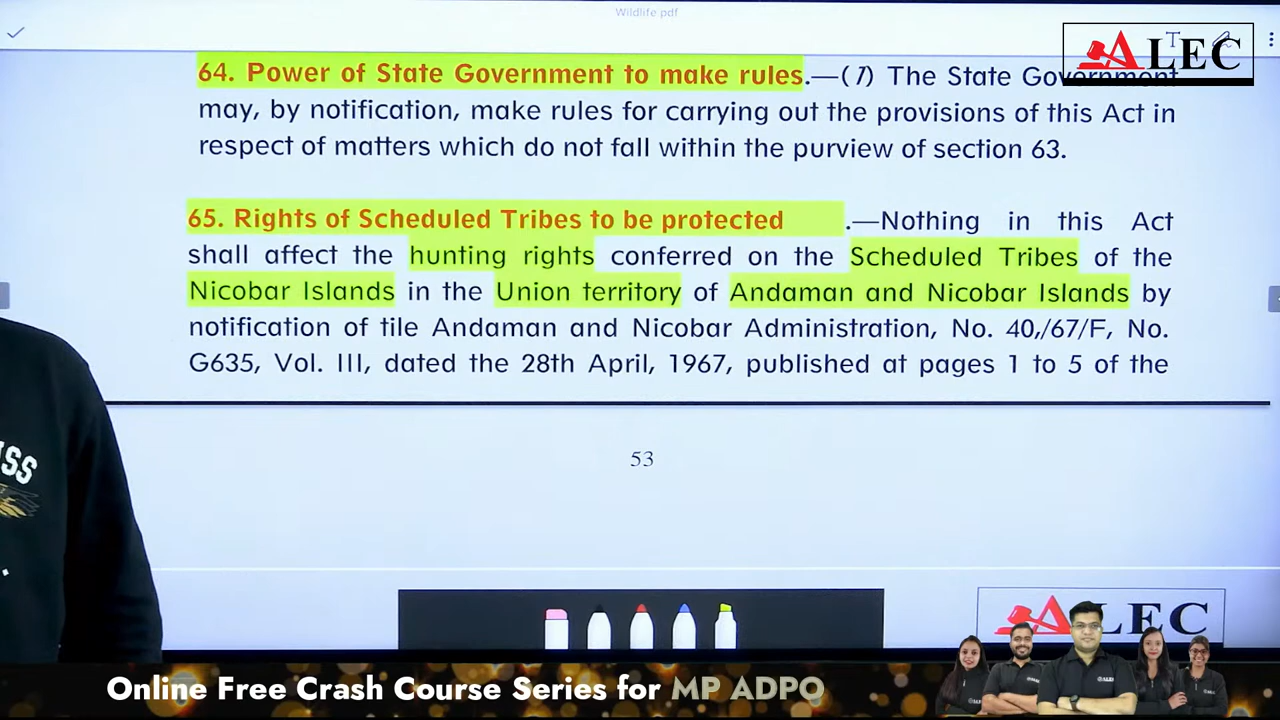 Wildlife pdf
ALEC
64. Power of State Government to make rules.—(1) The State Government
may, by notification, make rules for carrying out the provisions of this Act in
respect of matters which do not fall within the purview of section 63.
65. Rights of Scheduled Tribes to be protected .—Nothing in this Act
shall affect the hunting rights conferred on the Scheduled Tribes of the
Nicobar Islands in the Union territory of Andaman and Nicobar Islands by
notification of tile Andaman and Nicobar Administration, No. 40,/67/F, No.
G635, Vol. III, dated the 28th April, 1967, published at pages 1 to 5 of the
53
ALEC
Online Free Crash Course Series for MP ADPO